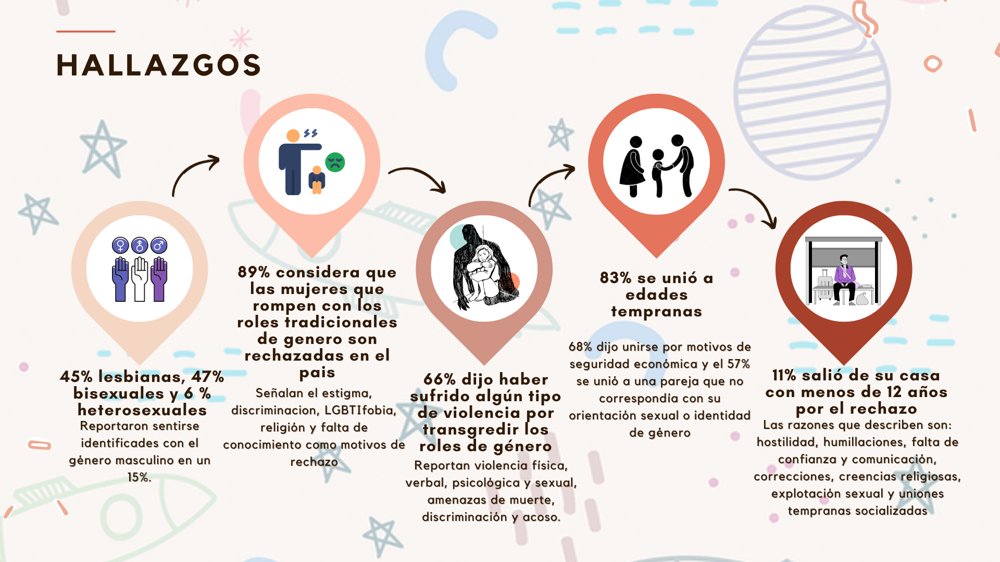 HALLAZGOS
45% lesbianas, 47%
bisexuales y 6 %
heterosexuales
Reportaron sentirse
identificades con el
género masculino en un
15%.
89% considera que
las mujeres que
rompen con los
roles tradicionales
de genero son
rechazadas en el
pais
Señalan el estigma,
discriminacion, LGBTIfobia,
religión y falta de
conocimiento como motivos de
rechazo
66% dijo haber
sufrido algún tipo
de violencia por
transgredir los
roles de género
Reportan violencia física,
verbal, psicológica y sexual,
amenazas de muerte,
discriminación y acoso.
83% se unió a
edades
tempranas
68% dijo unirse por motivos de
seguridad económica y el 57%
se unió a una pareja que no
correspondía con su
orientación sexual o identidad
de género
11% salió de su casa
con menos de 12 años
por el rechazo
Las razones que describen son:
hostilidad, humillaciones, falta de
confianza y comunicación,
correcciones, creencias religiosas,
explotación sexual y uniones
tempranas socializadas